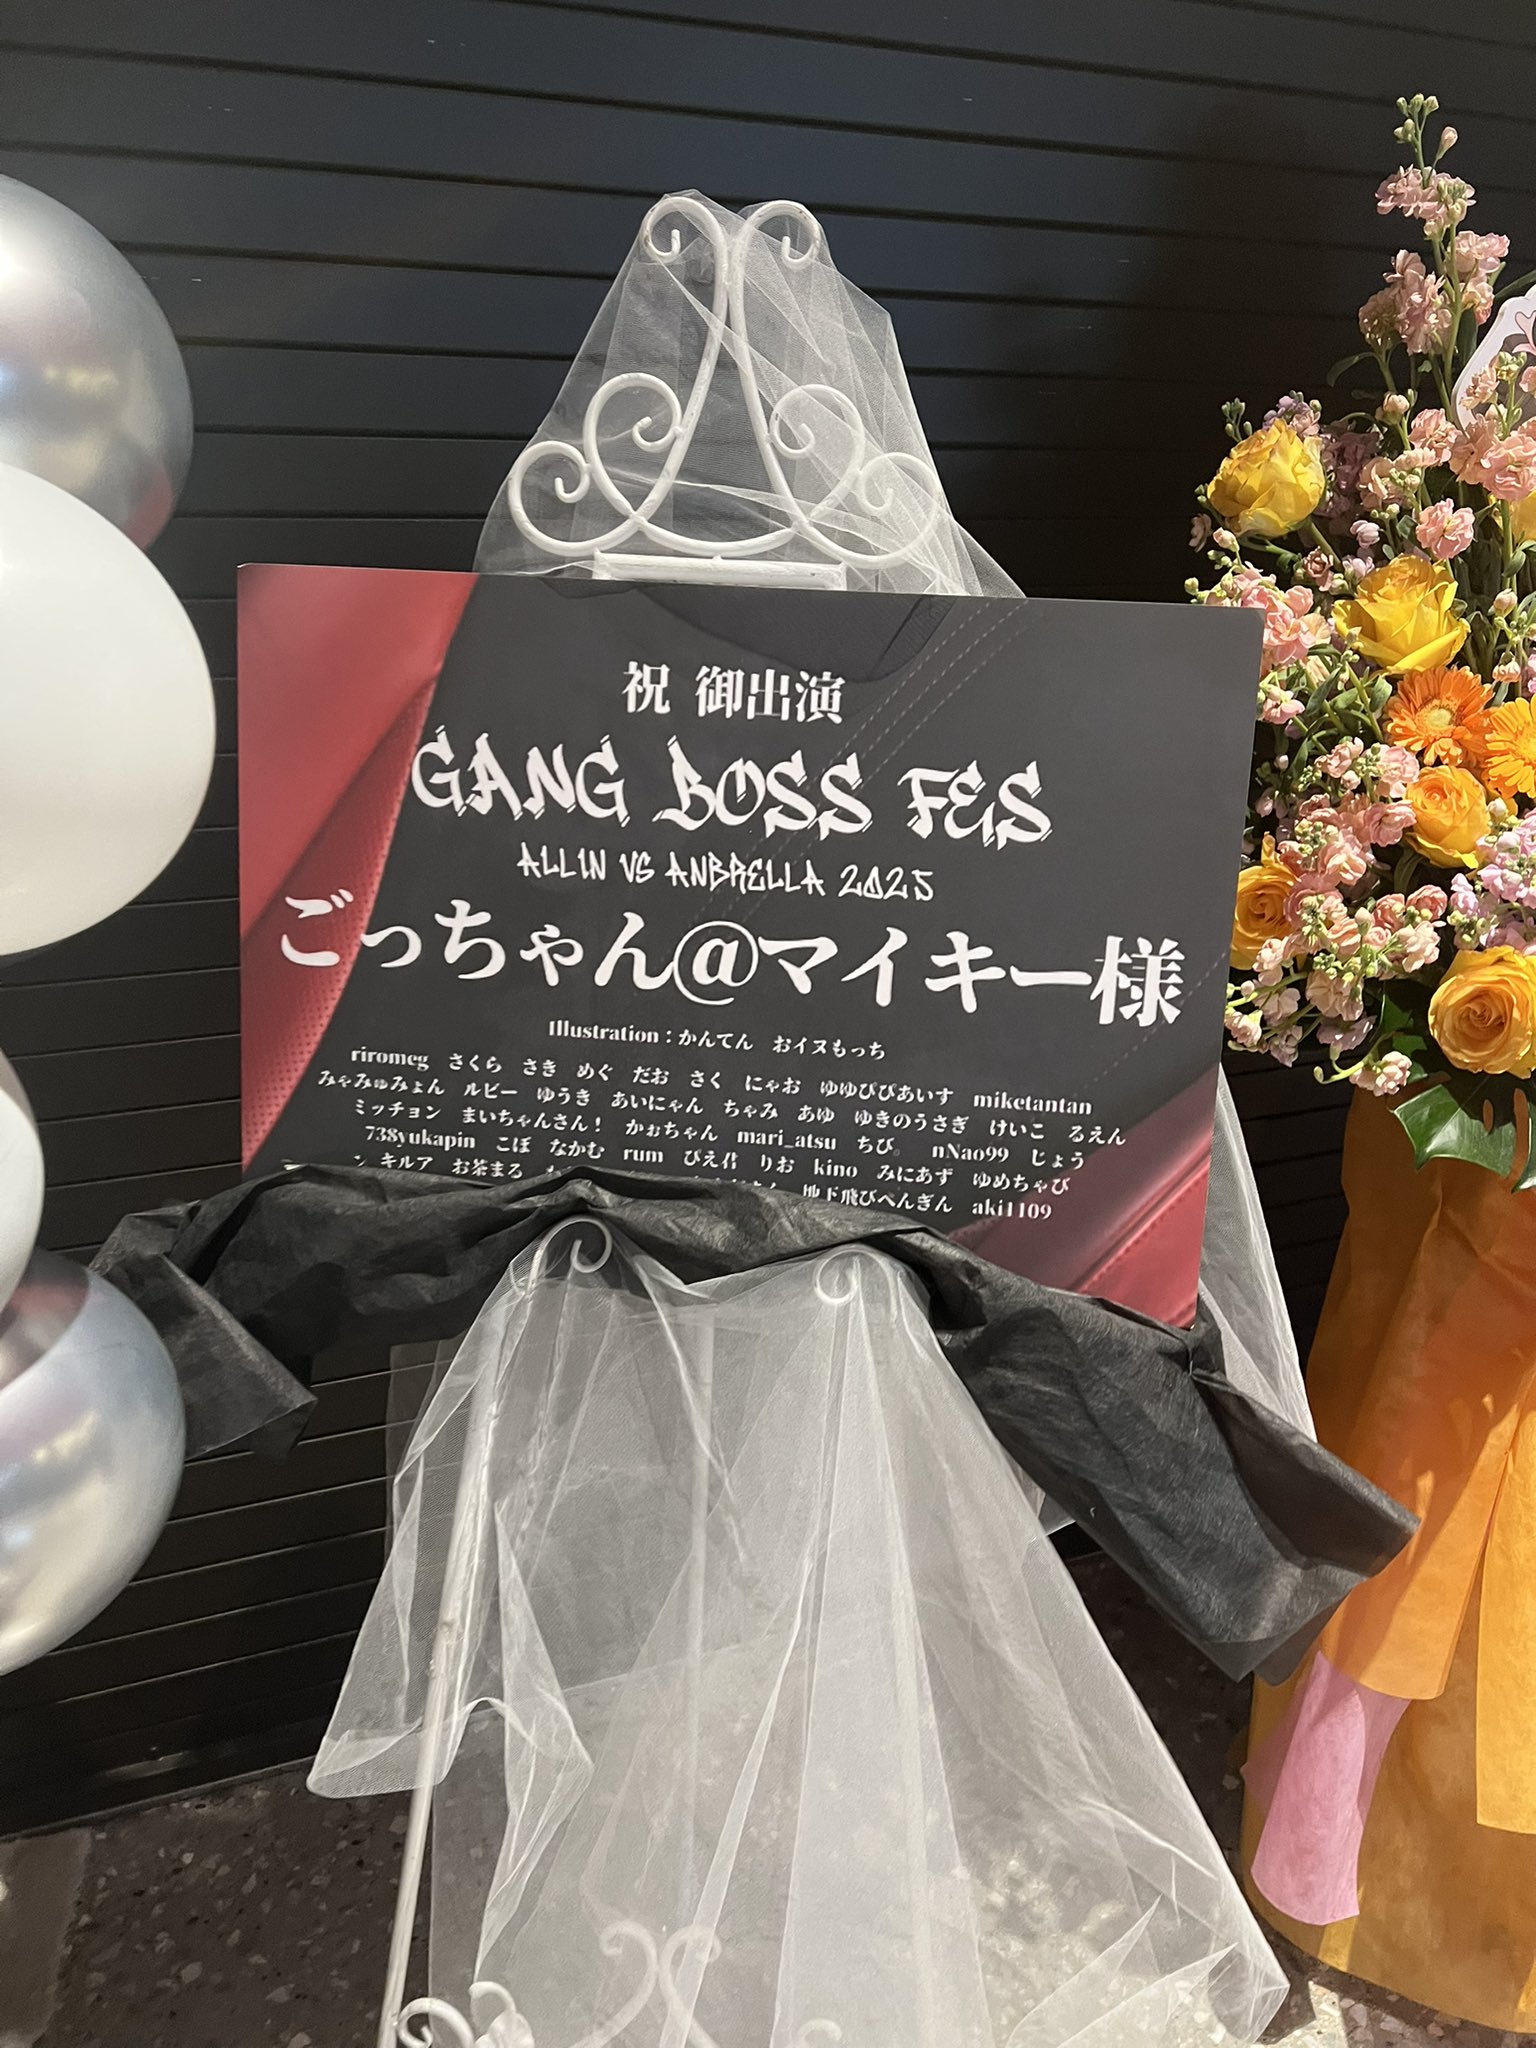 祝 御出演
GANG BOSS FES
ALLIN VS ANBRELLA 2025
ごっちゃん@マイキー様
Illustration：かんてん　おイヌもっち
riromeg　さくら　さき　めぐ　だお　さく　にゃお　ゆゆぴぴあいす　miketantan
みゃみゅみょん　ルビー　ゆうき　あいにゃん　ちゃみ　あゆ　ゆきのうさぎ　けいこ　るえん
ミッチョン　まいちゃんさん！　かぉちゃん　mari_atsu　ちび。　nNao99　じょう
738yukapin　こぼ　なかむ　rum　ぴえ君　りお　kino　みにあず　ゆめちゃび
キルア　お茶まる　地下飛びぺんぎん　aki1109